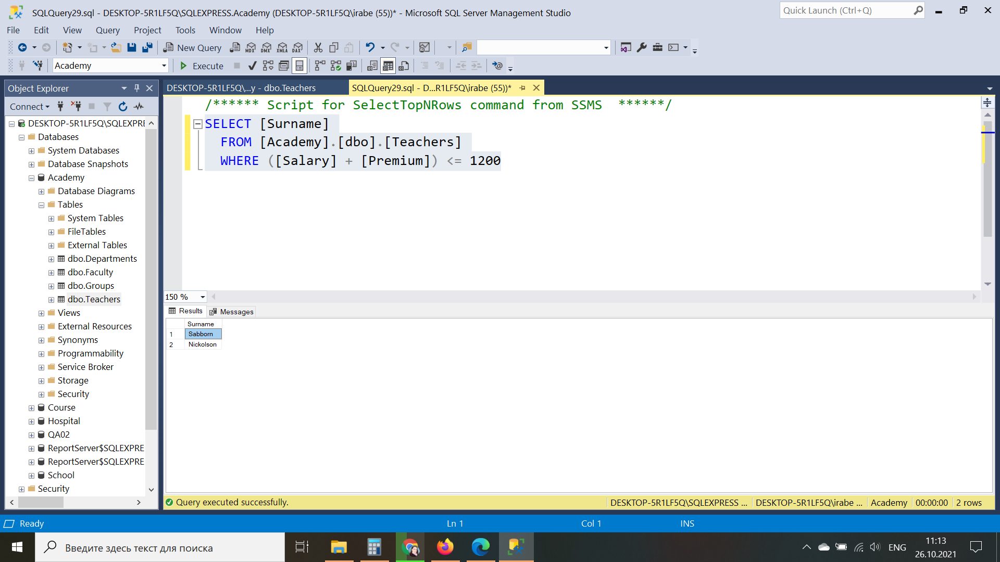 SQLQuery29.sql - DESKTOP-5R1LF5Q\SQLEXPRESS.Academy (DESKTOP-5R1LF5Q\irabe (55))* - Microsoft SQL Server Management Studio
Quick Launch (Ctrl+Q)
File Edit View Query Project Tools Window Help
New Query
MDX DMX XMLA DAX
Academy
Execute
Object Explorer
DESKTOP-5R1LF5Q\...y - dbo.Teachers
SQLQuery29.sql - D...R1LF5Q\irabe (55))*
Connect
DESKTOP-5R1LF5Q\SQLEXPRE
Databases
System Databases
Database Snapshots
Academy
Database Diagrams
Tables
System Tables
FileTables
External Tables
dbo.Departments
dbo.Faculty
dbo.Groups
dbo.Teachers
Views
External Resources
Synonyms
Programmability
Service Broker
Storage
Security
Course
Hospital
QA02
ReportServer$SQLEXPRE
ReportServer$SQLEXPRE
School
Security
/****** Script for SelectTopNRows command from SSMS ******/
SELECT [Surname]
FROM [Academy].[dbo].[Teachers]
WHERE ([Salary] + [Premium]) <= 1200
150 %
Results Messages
Surname
1 Sabborn
2 Nickolson
Query executed successfully.
DESKTOP-5R1LF5Q\SQLEXPRESS ... DESKTOP-5R1LF5Q\irabe ... Academy 00:00:00 2 rows
Ready Ln 1 Col 1 INS
Введите здесь текст для поиска
ENG
11:13
26.10.2021